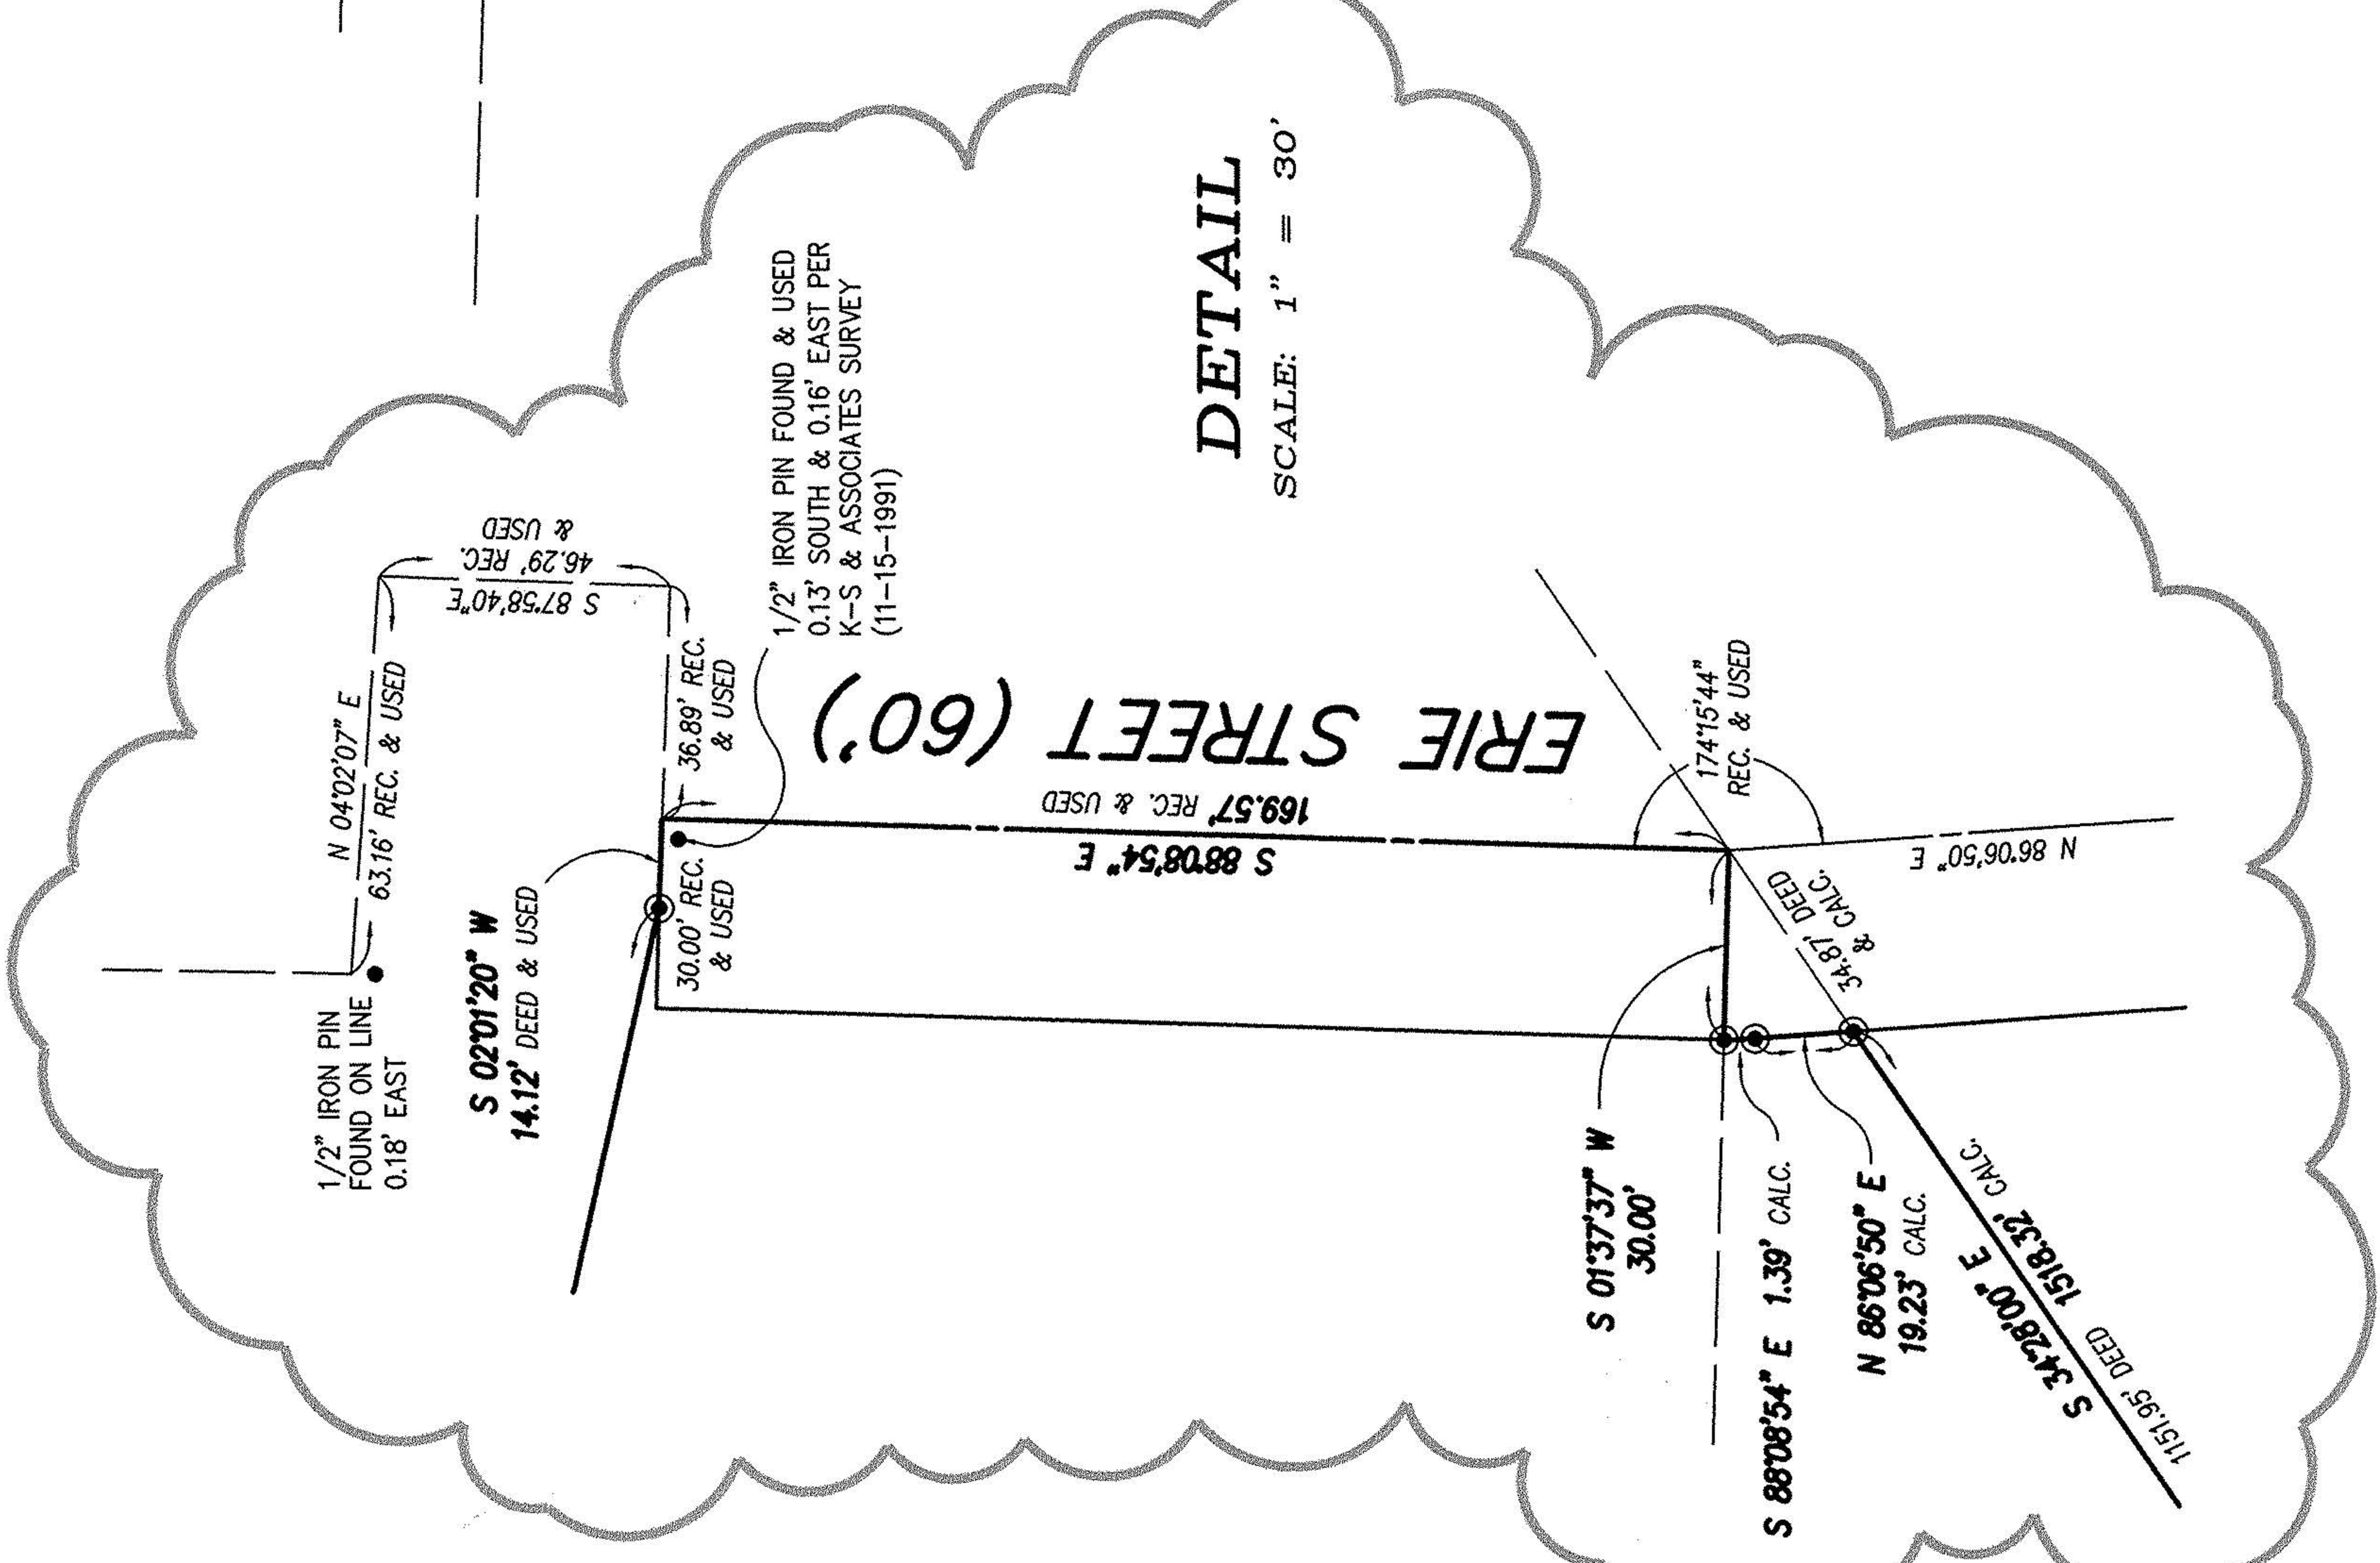 DETAIL
SCALE: 1" = 30'
S 87°58'40"E
46.29' REC.
& USED
N 04°02'07" E
63.16' REC. & USED
36.89' REC.
& USED
1/2" IRON PIN FOUND & USED
0.13' SOUTH & 0.16' EAST PER
K-S & ASSOCIATES SURVEY
(11-15-1991)
1/2" IRON PIN
FOUND ON LINE
0.18' EAST
S 02°01'20" W
14.12' DEED & USED
30.00' REC.
& USED
ERIE STREET (60')
169.57' REC. & USED
S 88°08'54" E
174°15'44"
REC. & USED
N 86°06'50" E
34.87' DEED
& CALC.
S 01°37'37" W
30.00'
S 88°08'54" E 1.39' CALC.
N 86°06'50" E
19.23' CALC.
S 34°28'00" E
1518.32' CALC.
1151.95' DEED